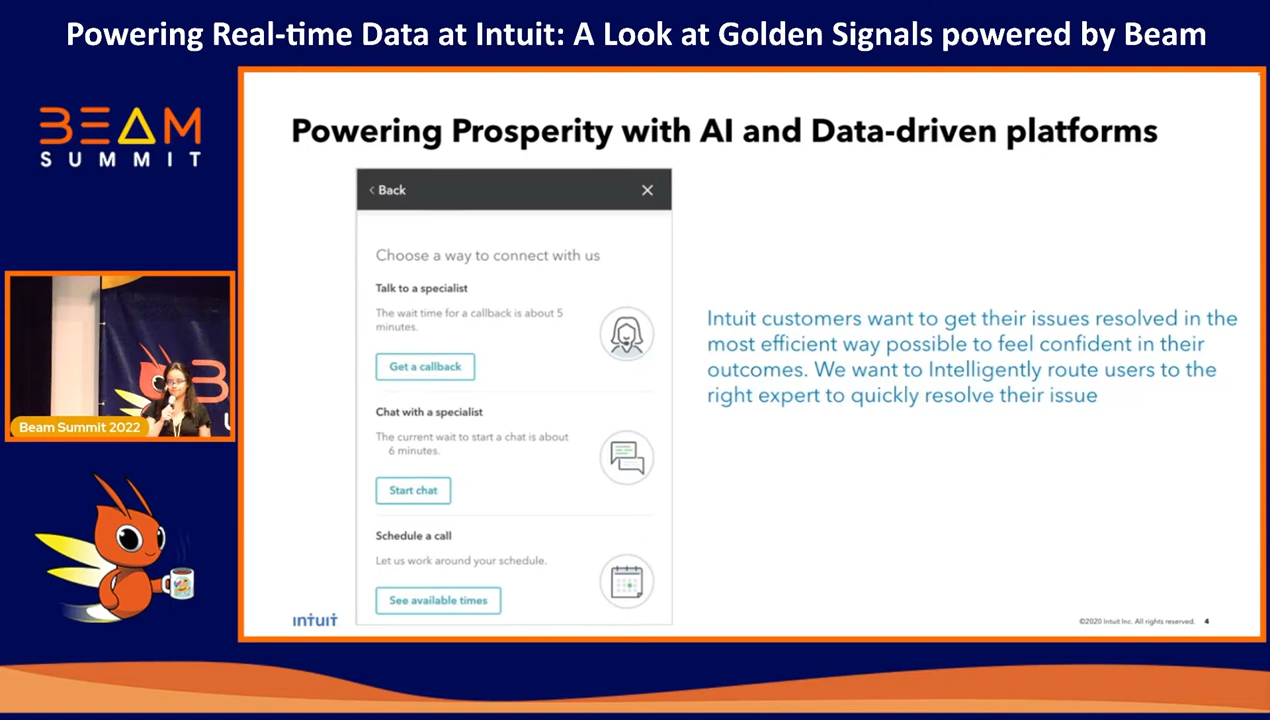 Powering Real-time Data at Intuit: A Look at Golden Signals powered by Beam
BEAM
SUMMIT
Beam Summit 2022
Powering Prosperity with AI and Data-driven platforms
< Back
Choose a way to connect with us
Talk to a specialist
The wait time for a callback is about 5
minutes.
Get a callback
Chat with a specialist
The current wait to start a chat is about
6 minutes.
Start chat
Schedule a call
Let us work around your schedule.
See available times
Intuit customers want to get their issues resolved in the
most efficient way possible to feel confident in their
outcomes. We want to Intelligently route users to the
right expert to quickly resolve their issue
intuit
©2020 Intuit Inc. All rights reserved. 4